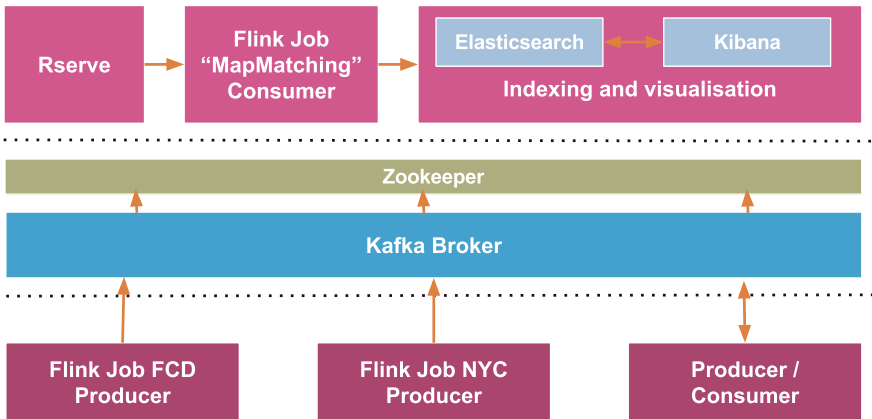 Rserve
Flink Job
“MapMatching”
Consumer
Elasticsearch
Kibana
Indexing and visualisation
Zookeeper
Kafka Broker
Flink Job FCD
Producer
Flink Job NYC
Producer
Producer /
Consumer